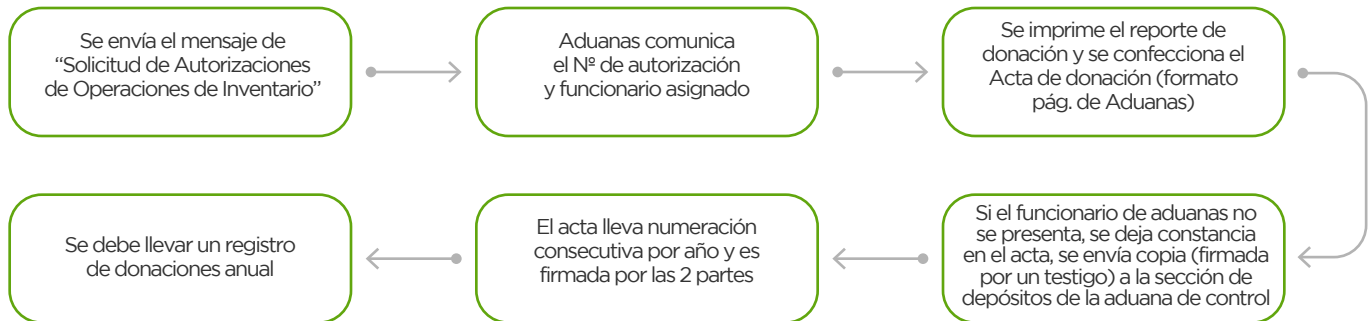 Se envía el mensaje de
“Solicitud de Autorizaciones
de Operaciones de Inventario”
Aduanas comunica
el Nº de autorización
y funcionario asignado
Se imprime el reporte de
donación y se confecciona el
Acta de donación (formato
pág. de Aduanas)
Si el funcionario de aduanas no
se presenta, se deja constancia
en el acta, se envía copia (firmada
por un testigo) a la sección de
depósitos de la aduana de control
El acta lleva numeración
consecutiva por año y es
firmada por las 2 partes
Se debe llevar un registro
de donaciones anual